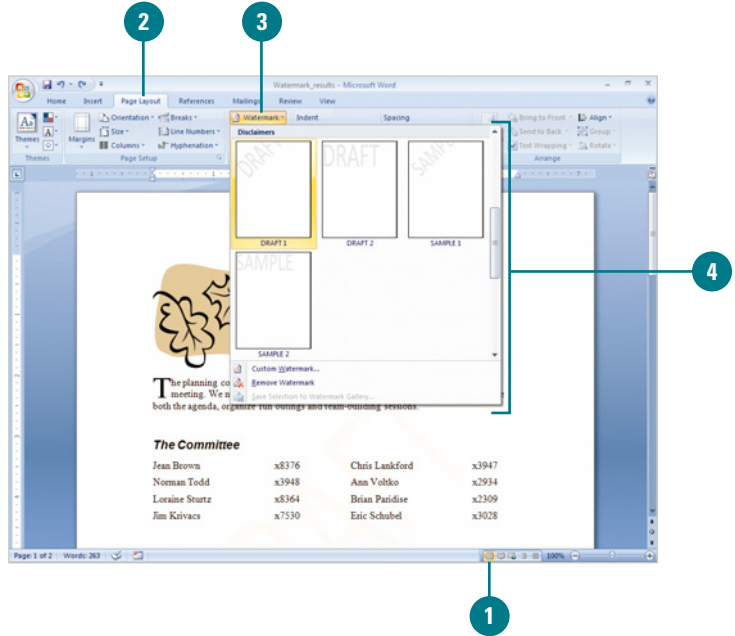 2 3
Watermark_results - Microsoft Word
Home Insert Page Layout References Mailings Review View
Themes Margins Orientation Breaks Watermark Indent Spacing Bring to Front Align
Size Line Numbers Send to Back Group
Columns Hyphenation Text Wrapping Rotate
Themes Page Setup Arrange
Disclaimers
DRAFT DRAFT SAMPLE
DRAFT 1 DRAFT 2 SAMPLE 1
4
SAMPLE
SAMPLE 2
Custom Watermark...
Remove Watermark
Save Selection to Watermark Gallery...
The planning
meeting. We
both the agenda, organize fun outings and team-building sessions.
The Committee
Jean Brown x8376 Chris Lankford x3947
Norman Todd x3948 Ann Voltko x2934
Loraine Sturtz x8364 Brian Paridise x2309
Jim Krivacs x7530 Eric Schubel x3028
Page: 1 of 2 Words: 263 100%
1